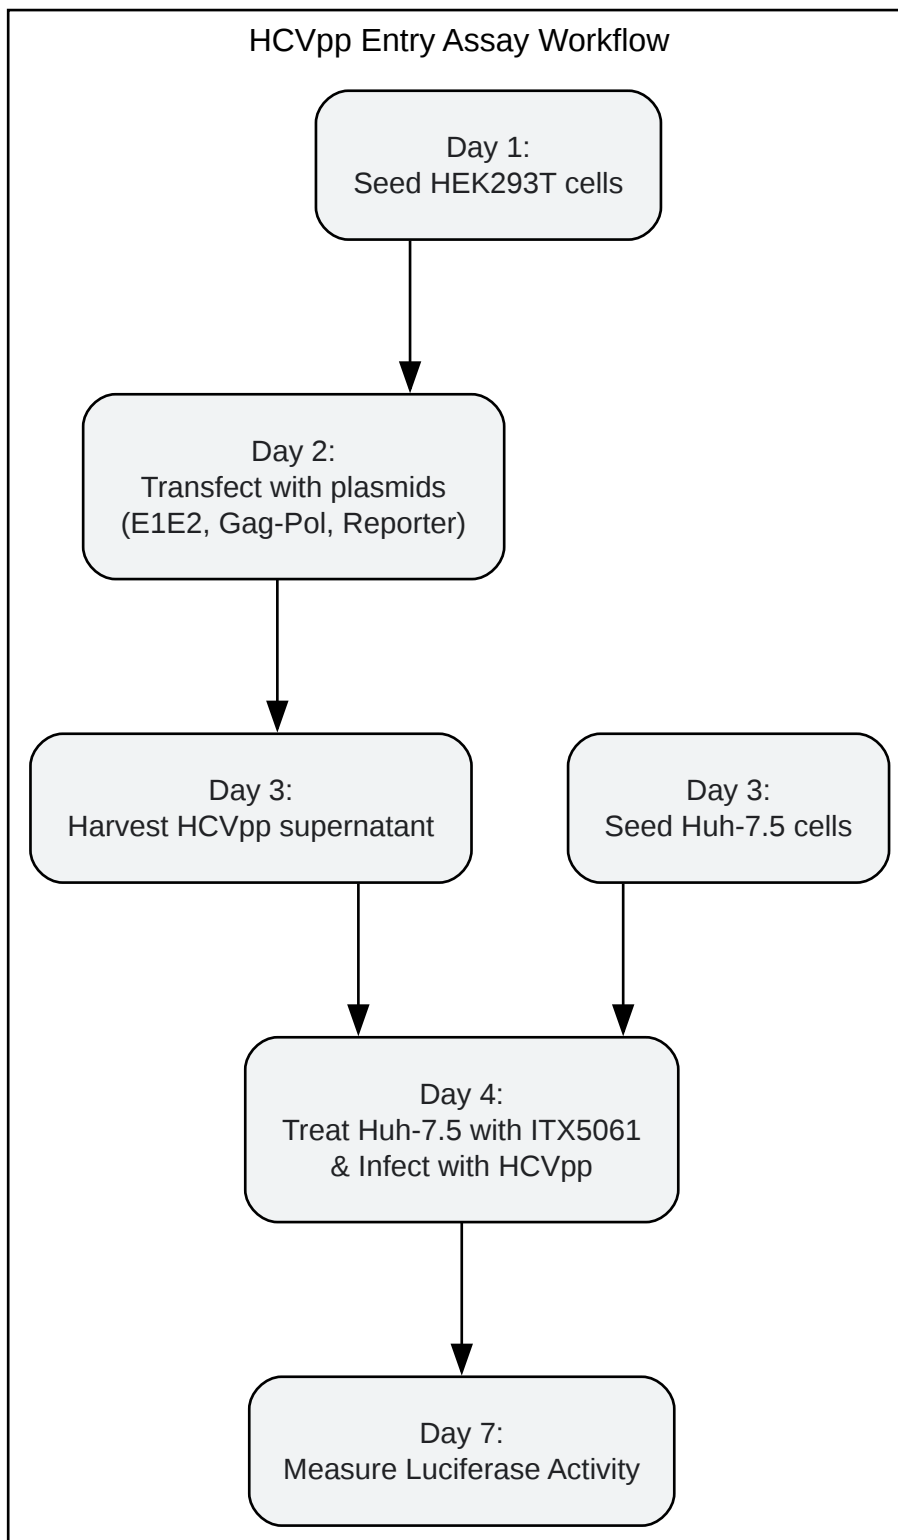 HCVpp Entry Assay Workflow
Day 1:
Seed HEK293T cells
Day 2:
Transfect with plasmids
(E1E2, Gag-Pol, Reporter)
Day 3:
Harvest HCVpp supernatant
Day 3:
Seed Huh-7.5 cells
Day 4:
Treat Huh-7.5 with ITX5061
& Infect with HCVpp
Day 7:
Measure Luciferase Activity